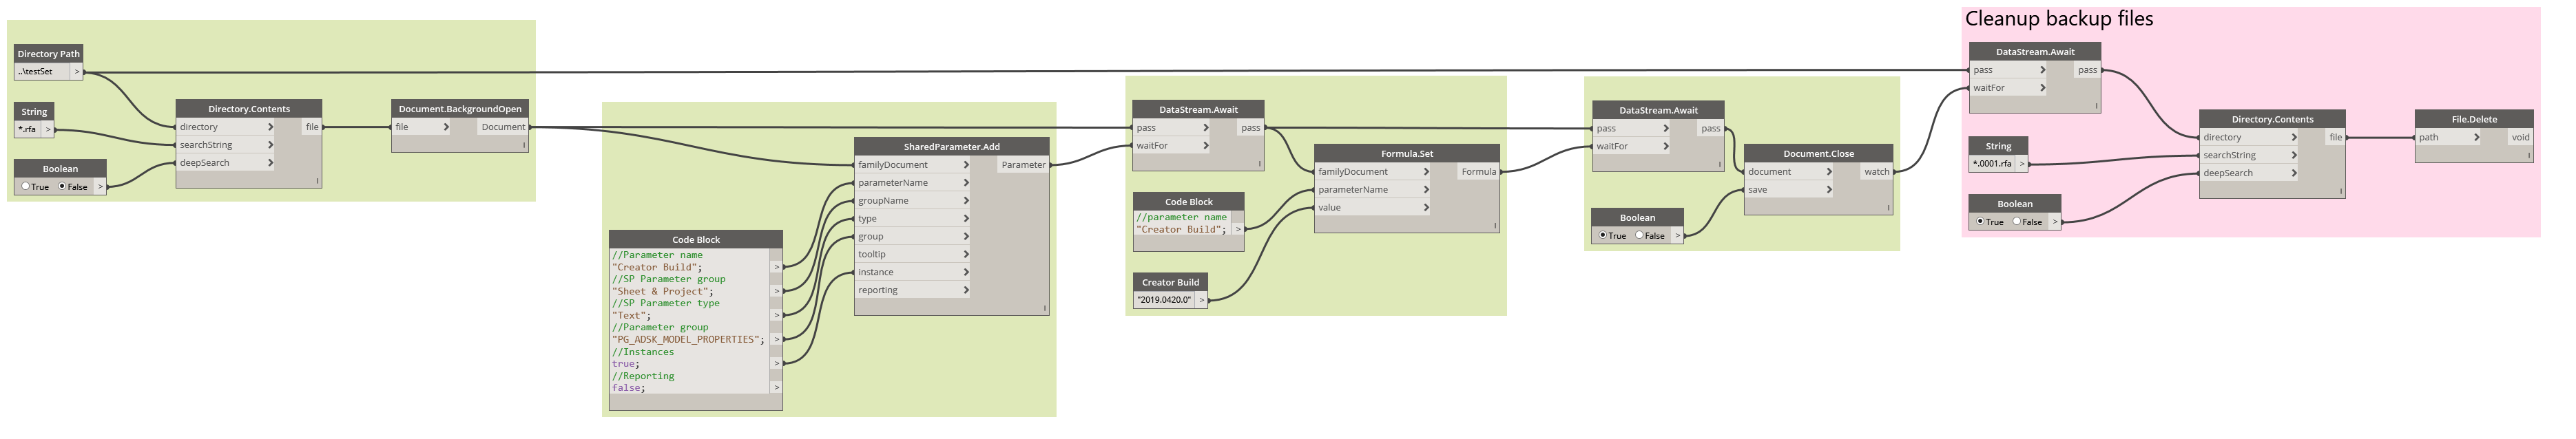 Directory Path
..\testSet >
String
*.rfa >
Boolean
True False >
Directory.Contents
directory > file
searchString >
deepSearch >
Document.BackgroundOpen
file > Document
Code Block
//Parameter name
"Creator Build"; >
//SP Parameter group
"Sheet & Project"; >
//SP Parameter type
"Text"; >
//Parameter group
"PG_ADSK_MODEL_PROPERTIES"; >
//Instances
true; >
//Reporting
false; >
SharedParameter.Add
familyDocument > Parameter
parameterName >
groupName >
type >
group >
tooltip >
instance >
reporting >
DataStream.Await
pass > pass
waitFor >
Code Block
//parameter name
"Creator Build"; >
Creator Build
"2019.0420.0" >
Formula.Set
familyDocument > Formula
parameterName >
value >
DataStream.Await
pass > pass
waitFor >
Boolean
True False >
Document.Close
document > watch
save >
Cleanup backup files
DataStream.Await
pass > pass
waitFor >
String
*.0001.rfa >
Boolean
True False >
Directory.Contents
directory > file
searchString >
deepSearch >
File.Delete
path > void